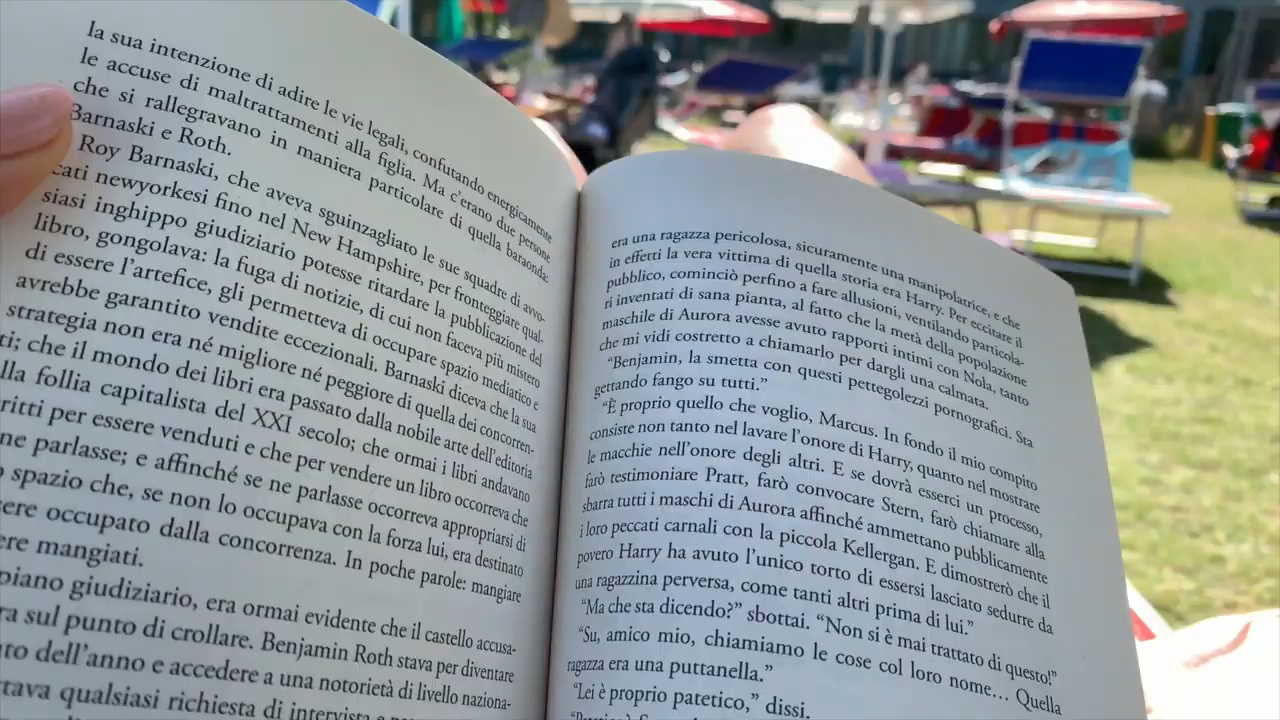 la sua intenzione di adire le vie legali, confutando energicamente
le accuse di maltrattamenti alla figlia. Ma c'erano due persone
che si rallegravano in maniera particolare di quella baraonda:
Barnaski e Roth.
Roy Barnaski, che aveva sguinzagliato le sue squadre di avvo-
cati newyorkesi fino nel New Hampshire, per fronteggiare qual-
siasi inghippo giudiziario potesse ritardare la pubblicazione del
libro, gongolava: la fuga di notizie, di cui non faceva più mistero
di essere l'artefice, gli permetteva di occupare spazio mediatico e
avrebbe garantito vendite eccezionali. Barnaski diceva che la sua
strategia non era né migliore né peggiore di quella dei concorren-
ti; che il mondo dei libri era passato dalla nobile arte dell'editoria
lla follia capitalista del XXI secolo; che ormai i libri andavano
ritti per essere venduti e che per vendere un libro occorreva che
ne parlasse; e affinché se ne parlasse occorreva appropriarsi di
spazio che, se non lo occupava con la forza lui, era destinato
ere occupato dalla concorrenza. In poche parole: mangiare
ere mangiati.
piano giudiziario, era ormai evidente che il castello accusa-
ra sul punto di crollare. Benjamin Roth stava per diventare
to dell'anno e accedere a una notorietà di livello naziona-
tava qualsiasi richiesta di intervista e
era una ragazza pericolosa, sicuramente una manipolatrice, e che
in effetti la vera vittima di quella storia era Harry. Per eccitare il
pubblico, cominciò perfino a fare allusioni, ventilando particola-
ri inventati di sana pianta, al fatto che la metà della popolazione
maschile di Aurora avesse avuto rapporti intimi con Nola, tanto
che mi vidi costretto a chiamarlo per dargli una calmata.
"Benjamin, la smetta con questi pettegolezzi pornografici. Sta
gettando fango su tutti."
"È proprio quello che voglio, Marcus. In fondo il mio compito
consiste non tanto nel lavare l'onore di Harry, quanto nel mostrare
le macchie nell'onore degli altri. E se dovrà esserci un processo,
farò testimoniare Pratt, farò convocare Stern, farò chiamare alla
sbarra tutti i maschi di Aurora affinché ammettano pubblicamente
i loro peccati carnali con la piccola Kellergan. E dimostrerò che il
povero Harry ha avuto l'unico torto di essersi lasciato sedurre da
una ragazzina perversa, come tanti altri prima di lui."
"Ma che sta dicendo?" sbottai. "Non si è mai trattato di questo!"
"Su, amico mio, chiamiamo le cose col loro nome... Quella
ragazza era una puttanella."
"Lei è proprio patetico," dissi.